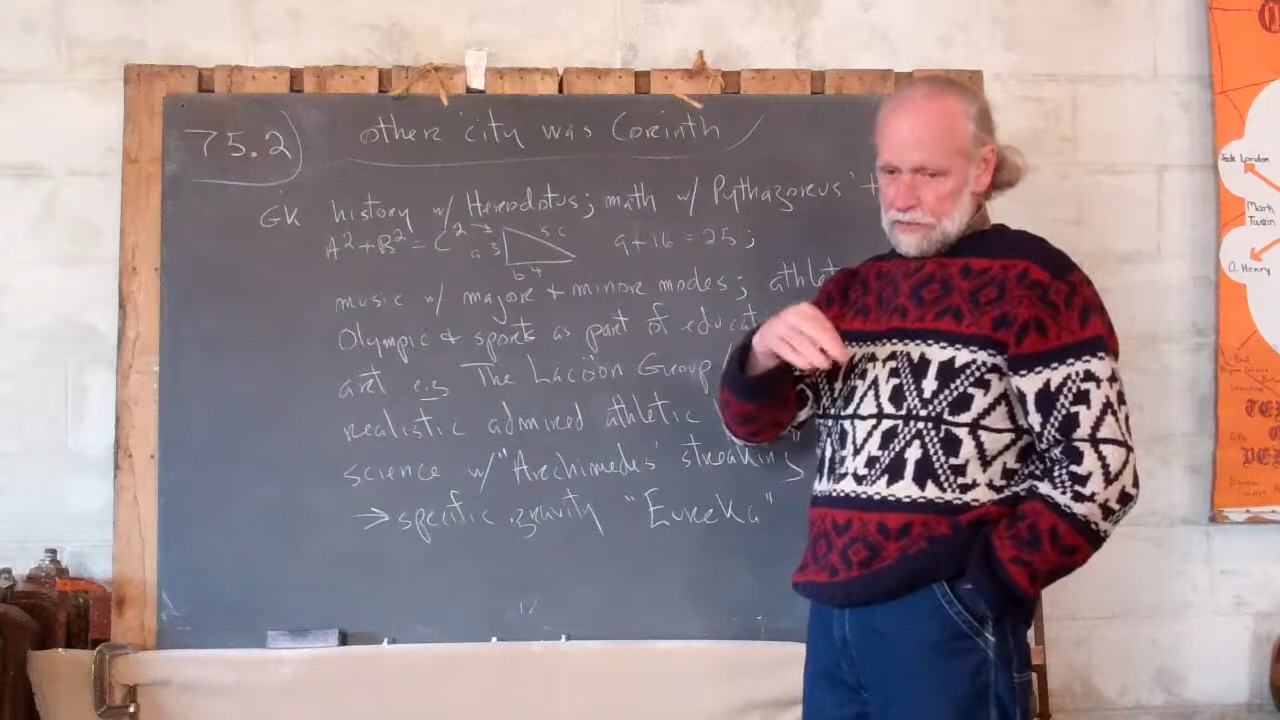 75.2)
other city was Corinth
GK history w/ Herodotus; math w/ Pythagoreus' +
A²+B²=C² a 3 5 c b 4 9+16=25;
music w/ major + minor modes; athlet
Olympic & sports as part of educat
art e.g The Lacöon Group
realistic admired athletic
science w/ "Archimedes' streaking"
→ specific gravity "Eureka"
Jack London
Mark
Twain
O. Henry